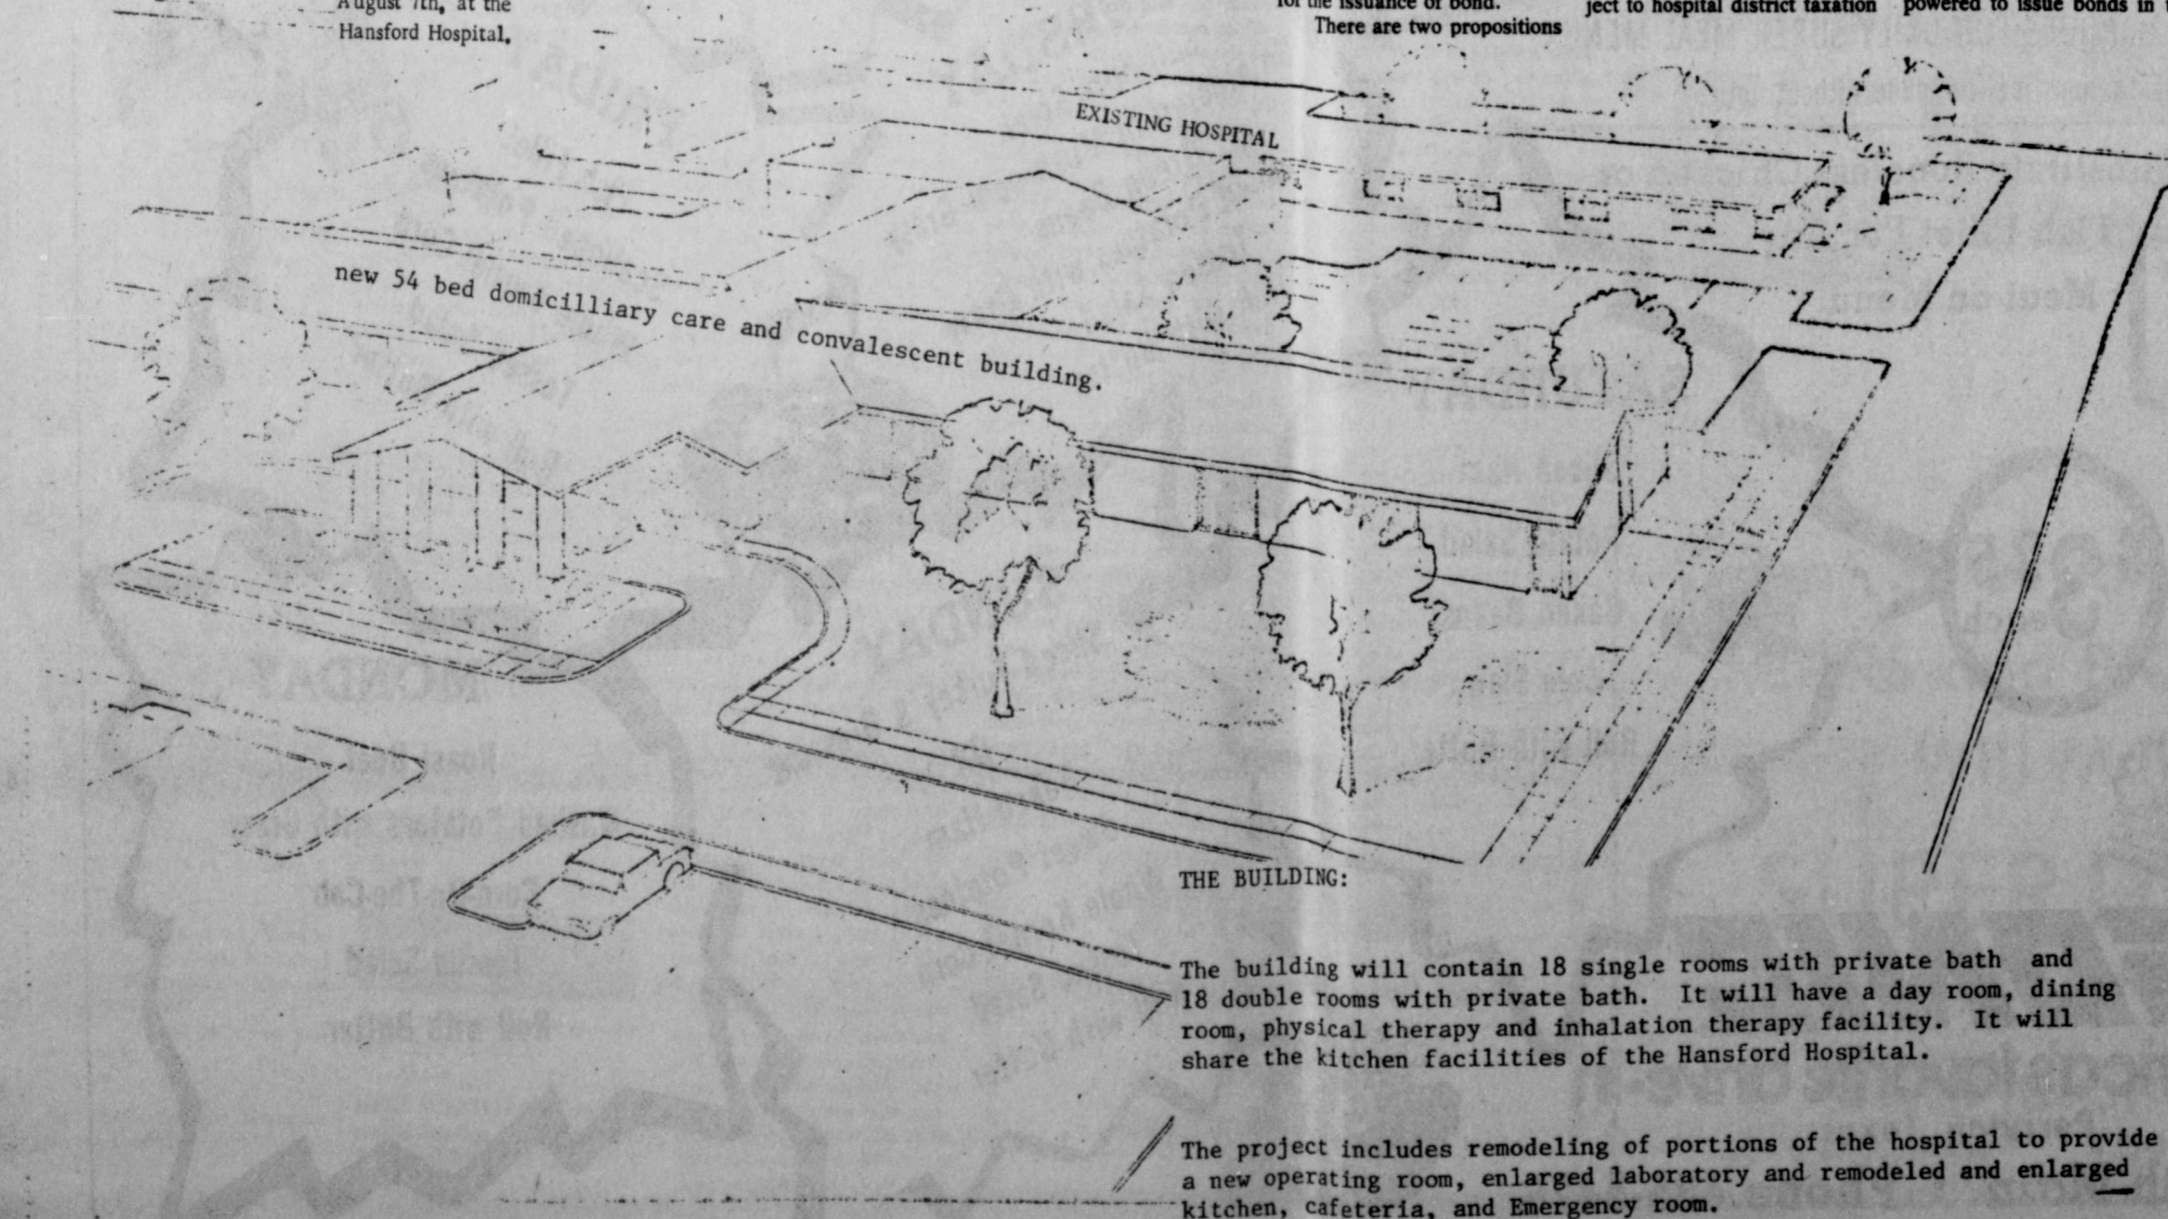 August 7th, at the
Hansford Hospital.
for the issuance of bond.
There are two propositions
ject to hospital district taxation
powered to issue bonds in
EXISTING HOSPITAL
new 54 bed domicilliary care and convalescent building.
THE BUILDING:
The building will contain 18 single rooms with private bath and
18 double rooms with private bath. It will have a day room, dining
room, physical therapy and inhalation therapy facility. It will
share the kitchen facilities of the Hansford Hospital.
The project includes remodeling of portions of the hospital to provide
a new operating room, enlarged laboratory and remodeled and enlarged
kitchen, cafeteria, and Emergency room.